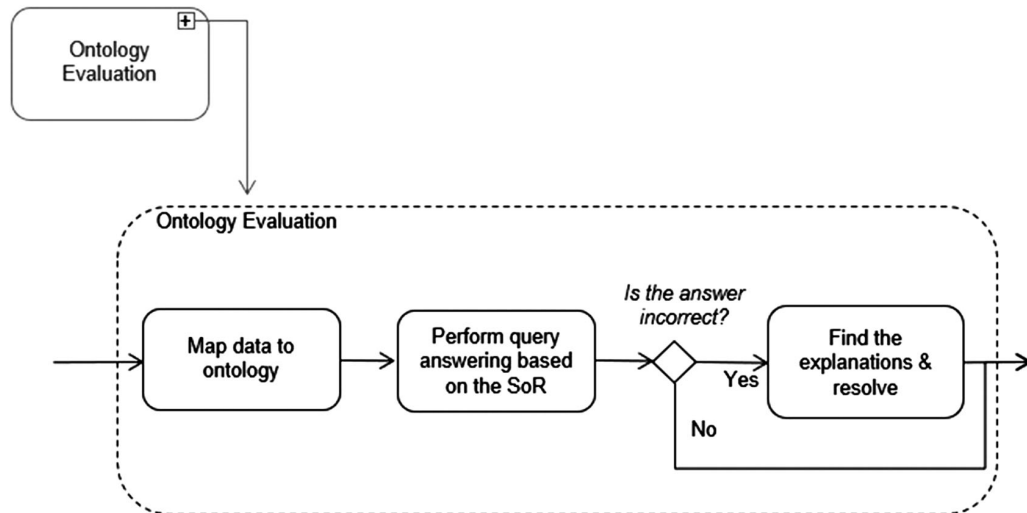 Ontology
Evaluation
Ontology Evaluation
Map data to
ontology
Perform query
answering based
on the SoR
Is the answer
incorrect?
Yes
No
Find the
explanations &
resolve